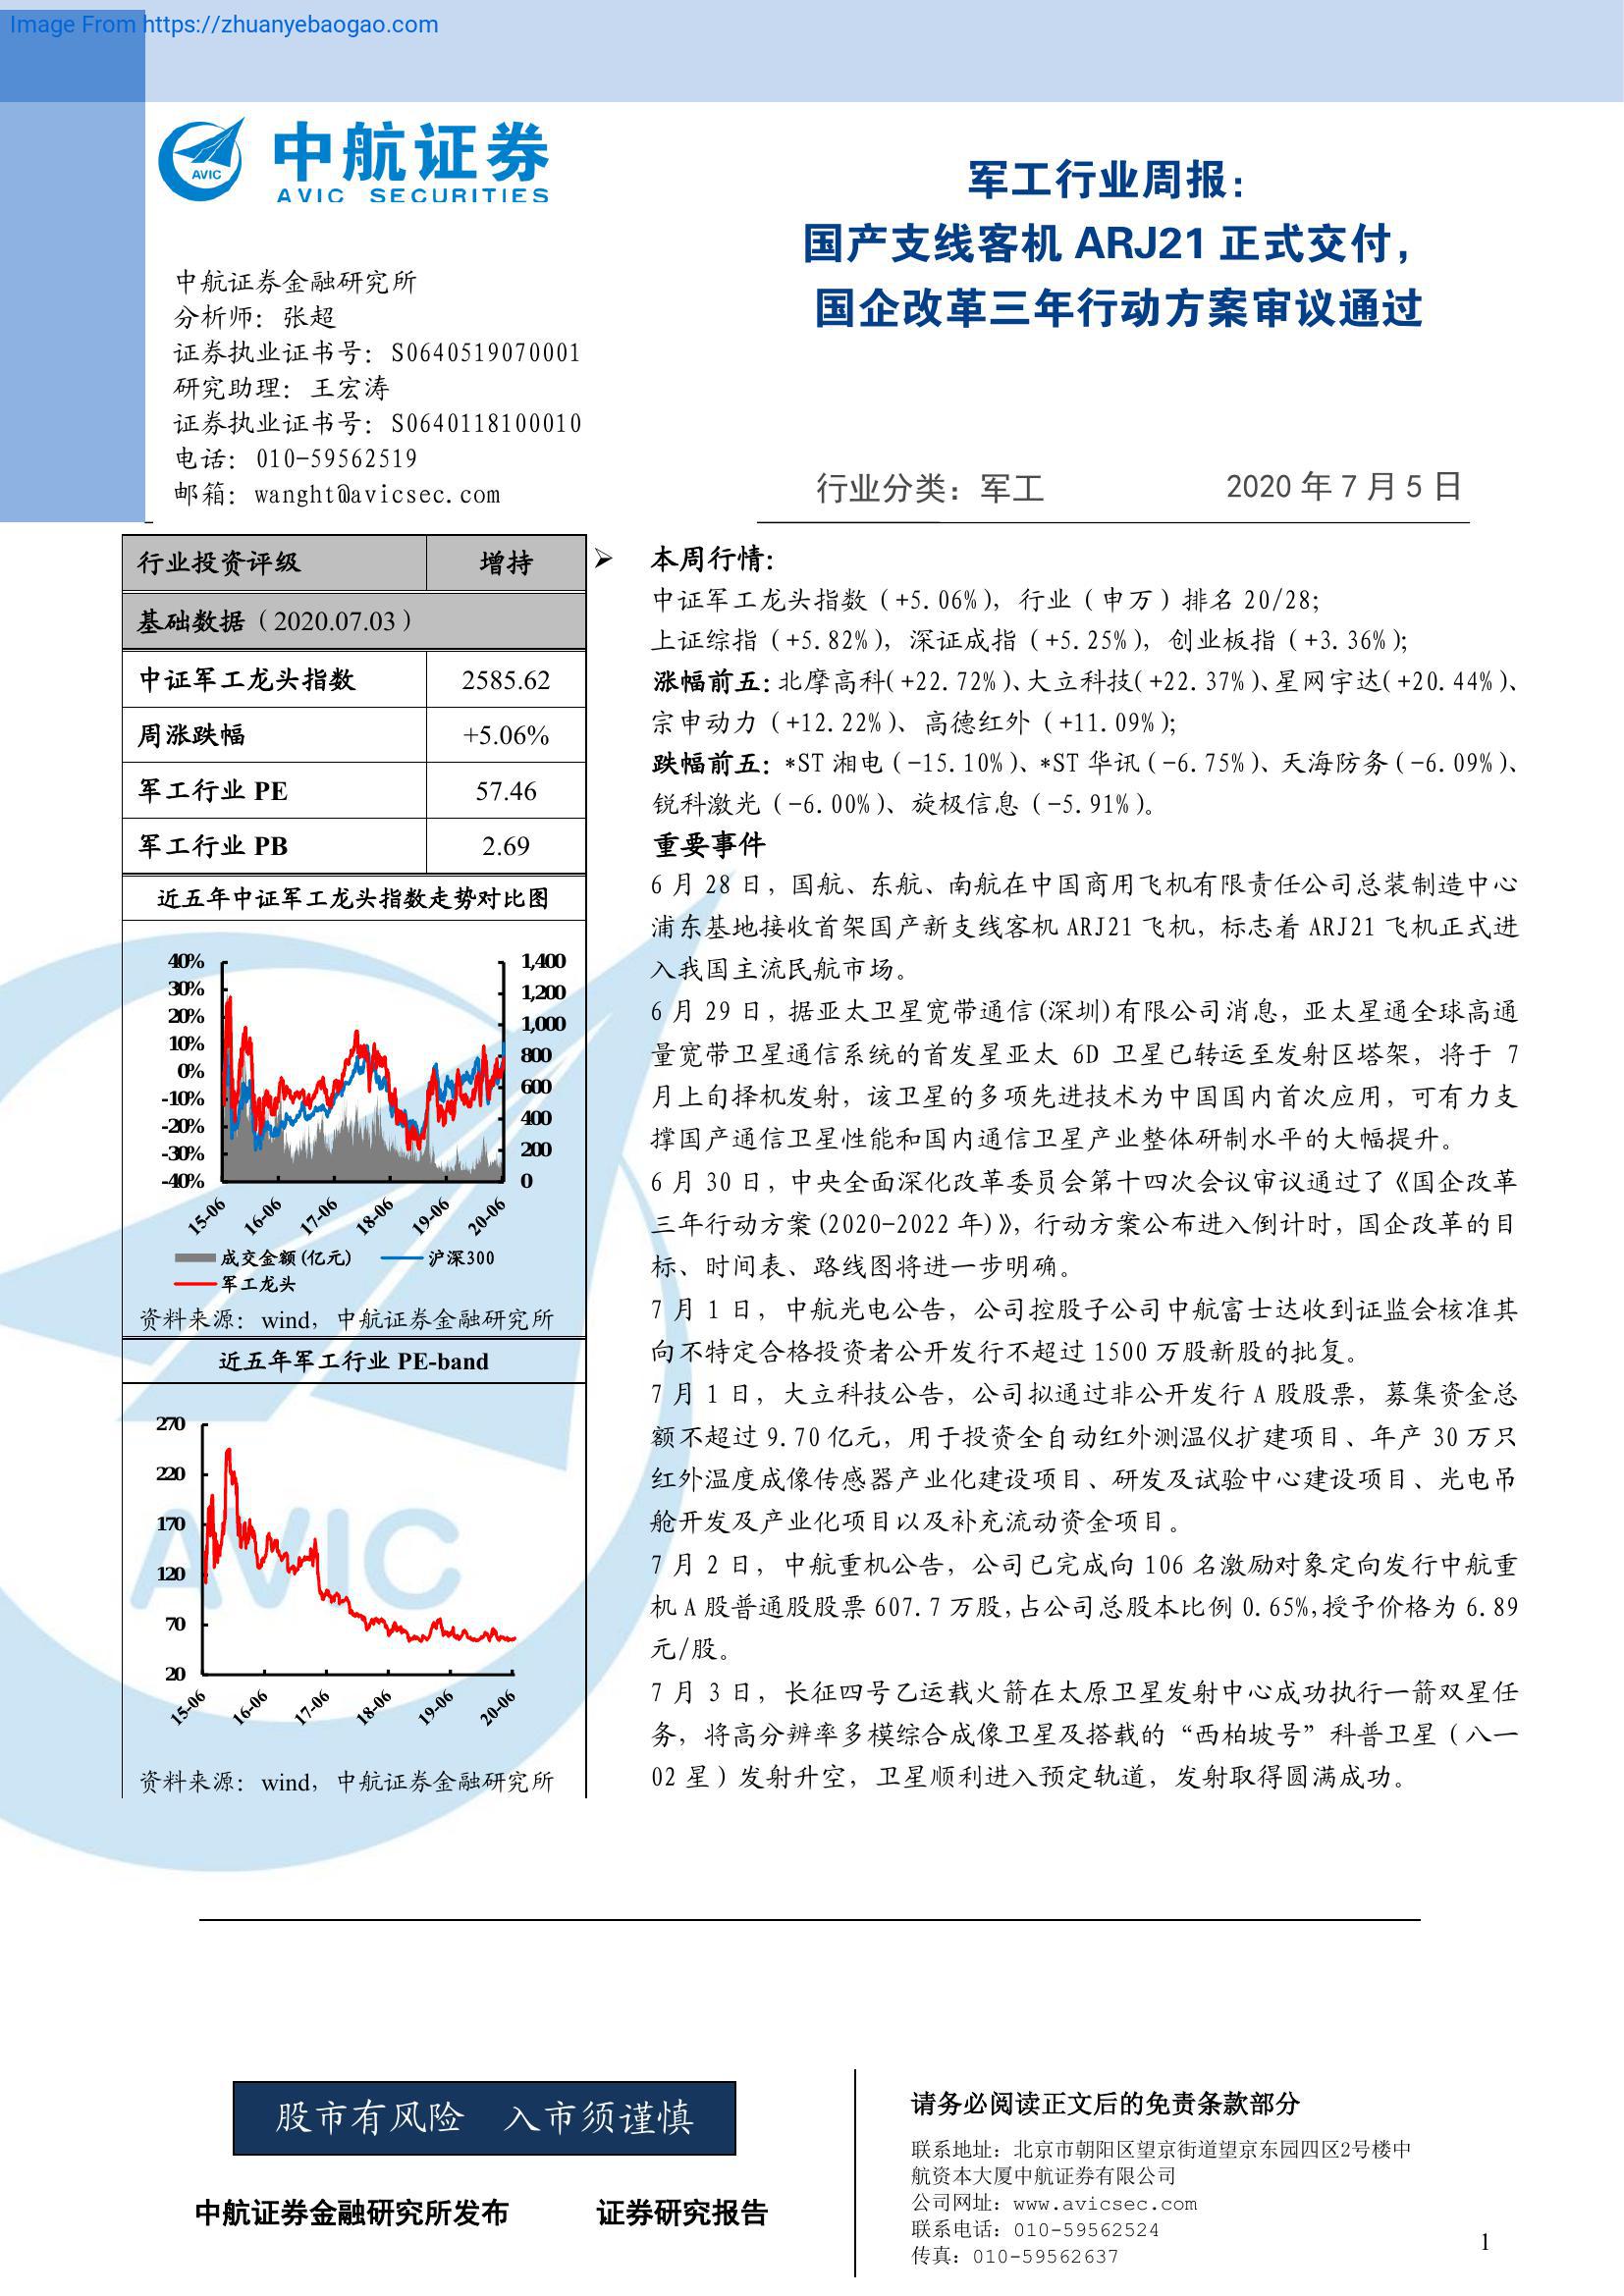 Image From https://zhuanyebaogao.com
AVIC
中航证券
AVIC SECURITIES
军工行业周报：
国产支线客机 ARJ21 正式交付，
国企改革三年行动方案审议通过
中航证券金融研究所
分析师：张超
证券执业证书号：S0640519070001
研究助理：王宏涛
证券执业证书号：S0640118100010
电话：010-59562519
邮箱：wanght@avicsec.com
行业分类：军工 2020 年 7 月 5 日
行业投资评级 增持
基础数据（2020.07.03）
中证军工龙头指数 2585.62
周涨跌幅 +5.06%
军工行业 PE 57.46
军工行业 PB 2.69
近五年中证军工龙头指数走势对比图
40% 1,400
30% 1,200
20% 1,000
10% 800
0% 600
-10% 400
-20% 200
-30% 0
-40%
15-06 16-06 17-06 18-06 19-06 20-06
成交金额(亿元) 沪深300
军工龙头
资料来源：wind，中航证券金融研究所
近五年军工行业 PE-band
270
220
170
120
70
20
15-06 16-06 17-06 18-06 19-06 20-06
资料来源：wind，中航证券金融研究所
AVIC
➢ 本周行情：
中证军工龙头指数（+5.06%），行业（申万）排名 20/28；
上证综指（+5.82%），深证成指（+5.25%），创业板指（+3.36%）；
涨幅前五：北摩高科(+22.72%)、大立科技(+22.37%)、星网宇达(+20.44%)、
宗申动力（+12.22%）、高德红外（+11.09%）；
跌幅前五：*ST 湘电（-15.10%）、*ST 华讯（-6.75%）、天海防务（-6.09%）、
锐科激光（-6.00%）、旋极信息（-5.91%）。
重要事件
6 月 28 日，国航、东航、南航在中国商用飞机有限责任公司总装制造中心
浦东基地接收首架国产新支线客机 ARJ21 飞机，标志着 ARJ21 飞机正式进
入我国主流民航市场。
6 月 29 日，据亚太卫星宽带通信(深圳)有限公司消息，亚太星通全球高通
量宽带卫星通信系统的首发星亚太 6D 卫星已转运至发射区塔架，将于 7
月上旬择机发射，该卫星的多项先进技术为中国国内首次应用，可有力支
撑国产通信卫星性能和国内通信卫星产业整体研制水平的大幅提升。
6 月 30 日，中央全面深化改革委员会第十四次会议审议通过了《国企改革
三年行动方案(2020-2022 年)》，行动方案公布进入倒计时，国企改革的目
标、时间表、路线图将进一步明确。
7 月 1 日，中航光电公告，公司控股子公司中航富士达收到证监会核准其
向不特定合格投资者公开发行不超过 1500 万股新股的批复。
7 月 1 日，大立科技公告，公司拟通过非公开发行 A 股股票，募集资金总
额不超过 9.70 亿元，用于投资全自动红外测温仪扩建项目、年产 30 万只
红外温度成像传感器产业化建设项目、研发及试验中心建设项目、光电吊
舱开发及产业化项目以及补充流动资金项目。
7 月 2 日，中航重机公告，公司已完成向 106 名激励对象定向发行中航重
机 A 股普通股股票 607.7 万股，占公司总股本比例 0.65%，授予价格为 6.89
元/股。
7 月 3 日，长征四号乙运载火箭在太原卫星发射中心成功执行一箭双星任
务，将高分辨率多模综合成像卫星及搭载的“西柏坡号”科普卫星（八一
02 星）发射升空，卫星顺利进入预定轨道，发射取得圆满成功。
股市有风险 入市须谨慎
中航证券金融研究所发布 证券研究报告
请务必阅读正文后的免责条款部分
联系地址：北京市朝阳区望京街道望京东园四区2号楼中
航资本大厦中航证券有限公司
公司网址：www.avicsec.com
联系电话：010-59562524
传真：010-59562637
1